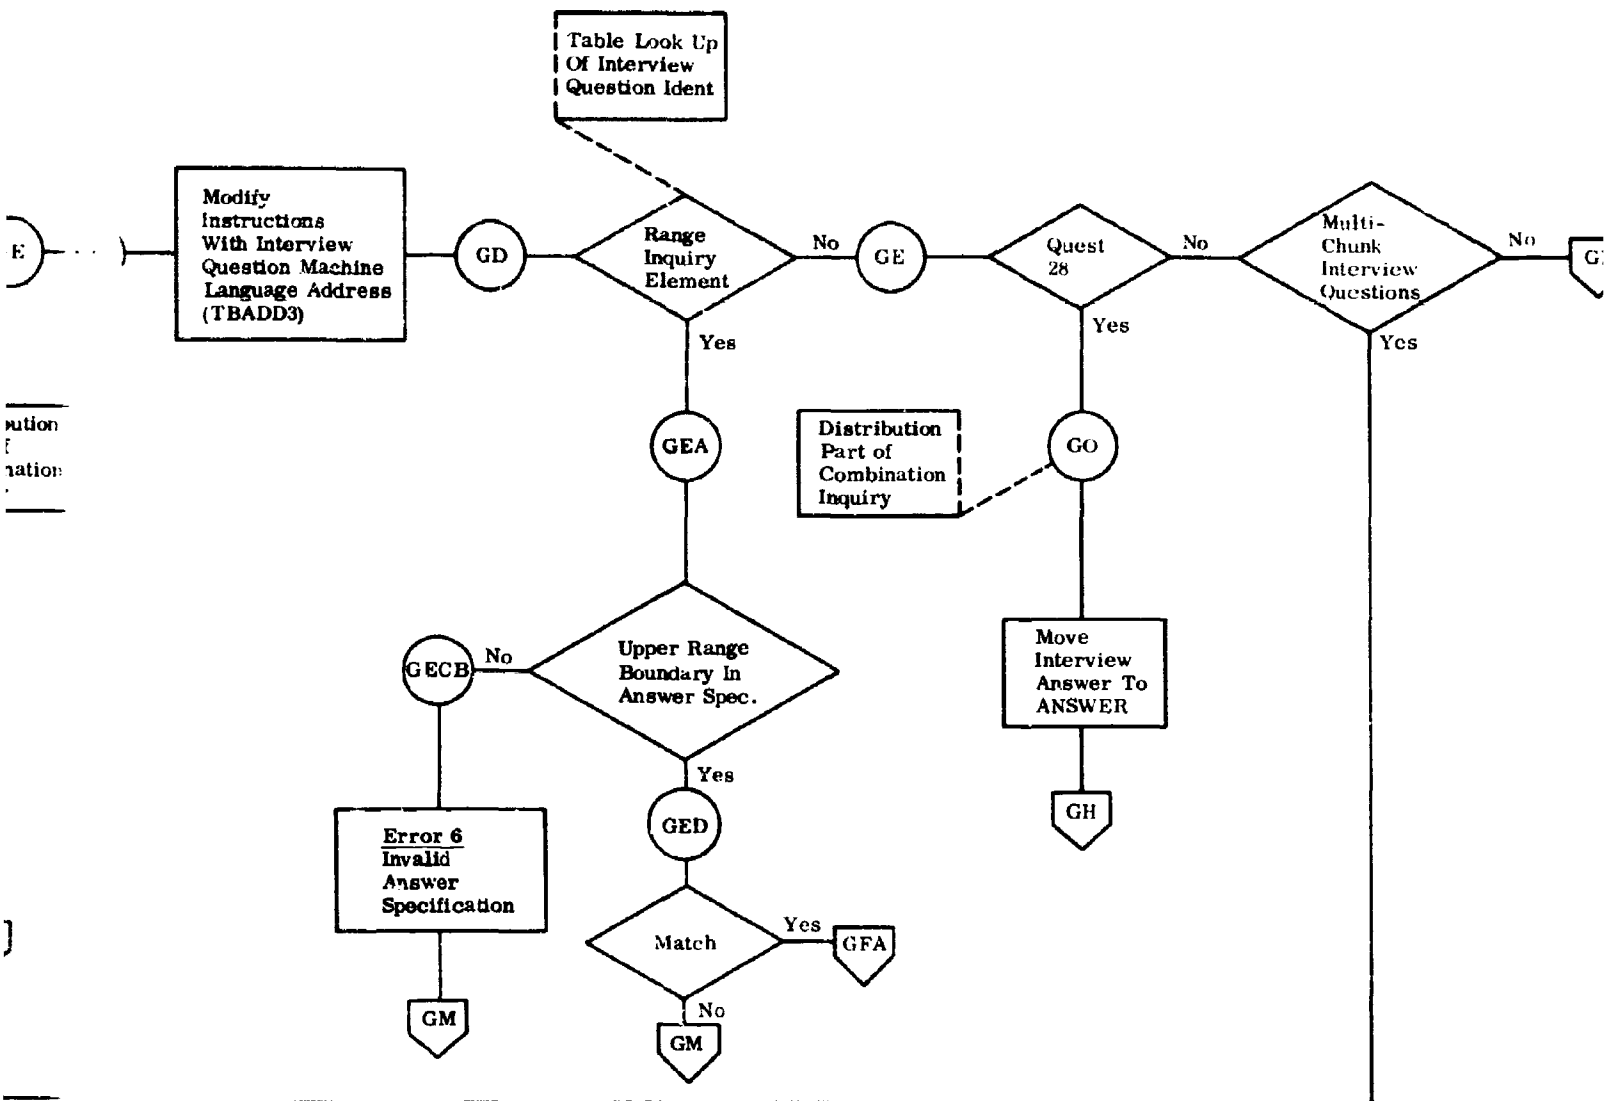 Table Look Up
Of Interview
Question Ident
Modify
Instructions
With Interview
Question Machine
Language Address
(TBADD3)
E
GD
Range
Inquiry
Element
No
GE
Quest
28
No
Multi-
Chunk
Interview
Questions
No
Yes
Yes
Yes
GEA
Distribution
Part of
Combination
Inquiry
GO
Upper Range
Boundary In
Answer Spec.
No
GECB
Move
Interview
Answer To
ANSWER
Yes
GED
GH
Error 6
Invalid
Answer
Specification
Match
Yes
GFA
No
GM
GM